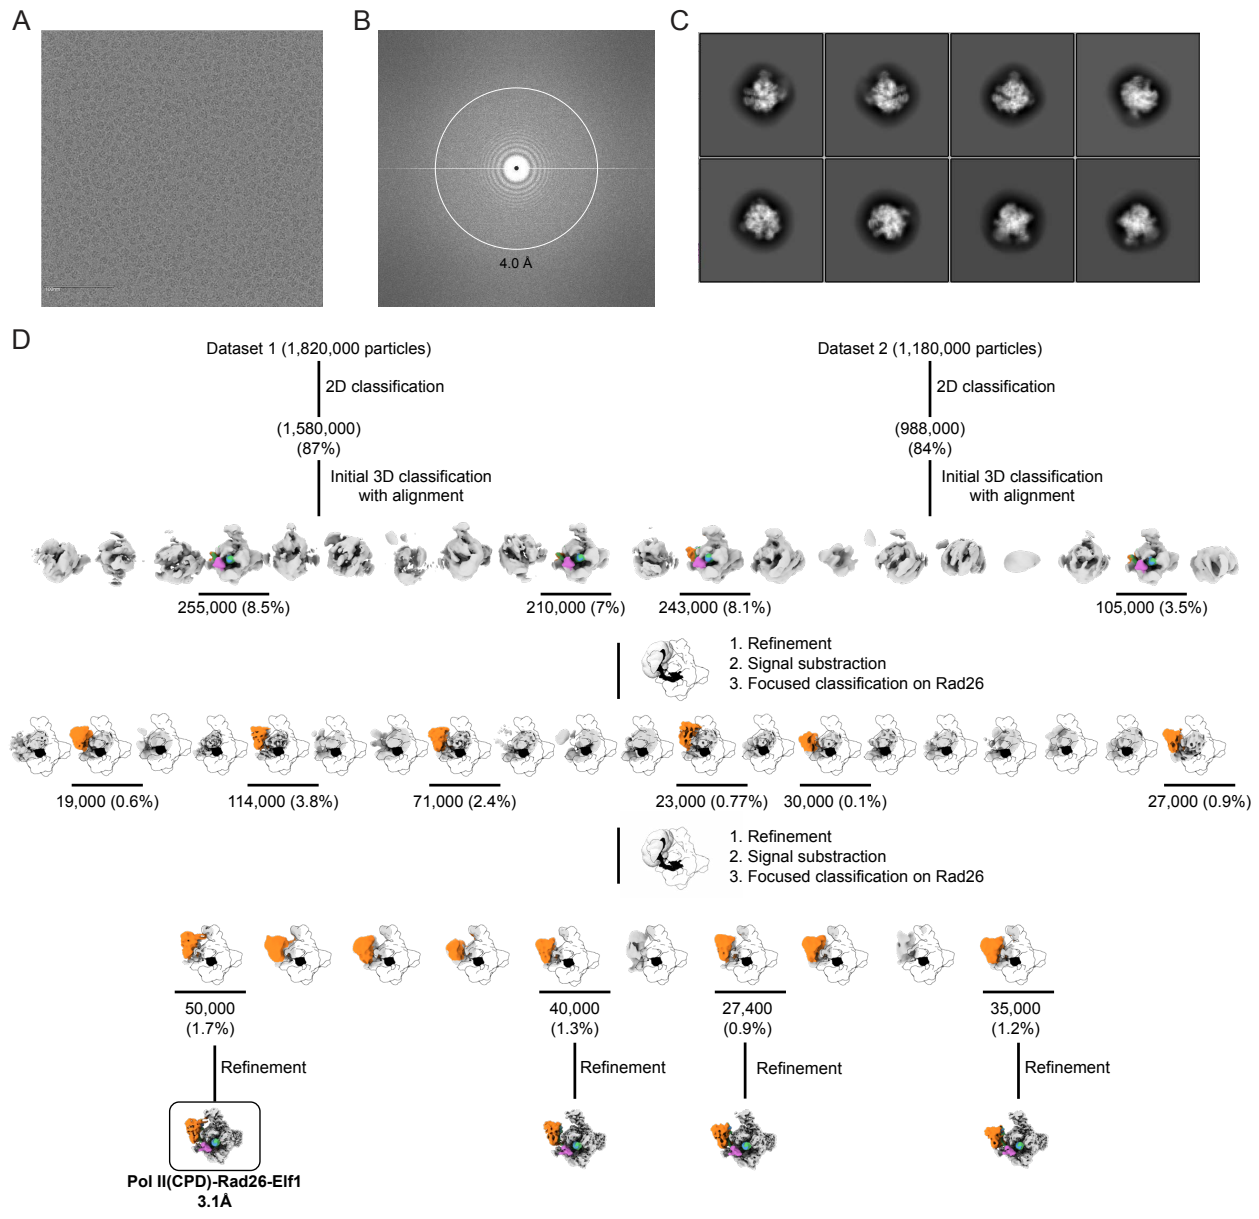 A
B
C
4.0 Å
D
Dataset 1 (1,820,000 particles)
Dataset 2 (1,180,000 particles)
2D classification
2D classification
(1,580,000)
(87%)
(988,000)
(84%)
Initial 3D classification
with alignment
Initial 3D classification
with alignment
255,000 (8.5%)
210,000 (7%)
243,000 (8.1%)
105,000 (3.5%)
1. Refinement
2. Signal substraction
3. Focused classification on Rad26
19,000 (0.6%)
114,000 (3.8%)
71,000 (2.4%)
23,000 (0.77%)
30,000 (0.1%)
27,000 (0.9%)
1. Refinement
2. Signal substraction
3. Focused classification on Rad26
50,000
(1.7%)
40,000
(1.3%)
27,400
(0.9%)
35,000
(1.2%)
Refinement
Refinement
Refinement
Refinement
Pol II(CPD)-Rad26-Elf1
3.1Å